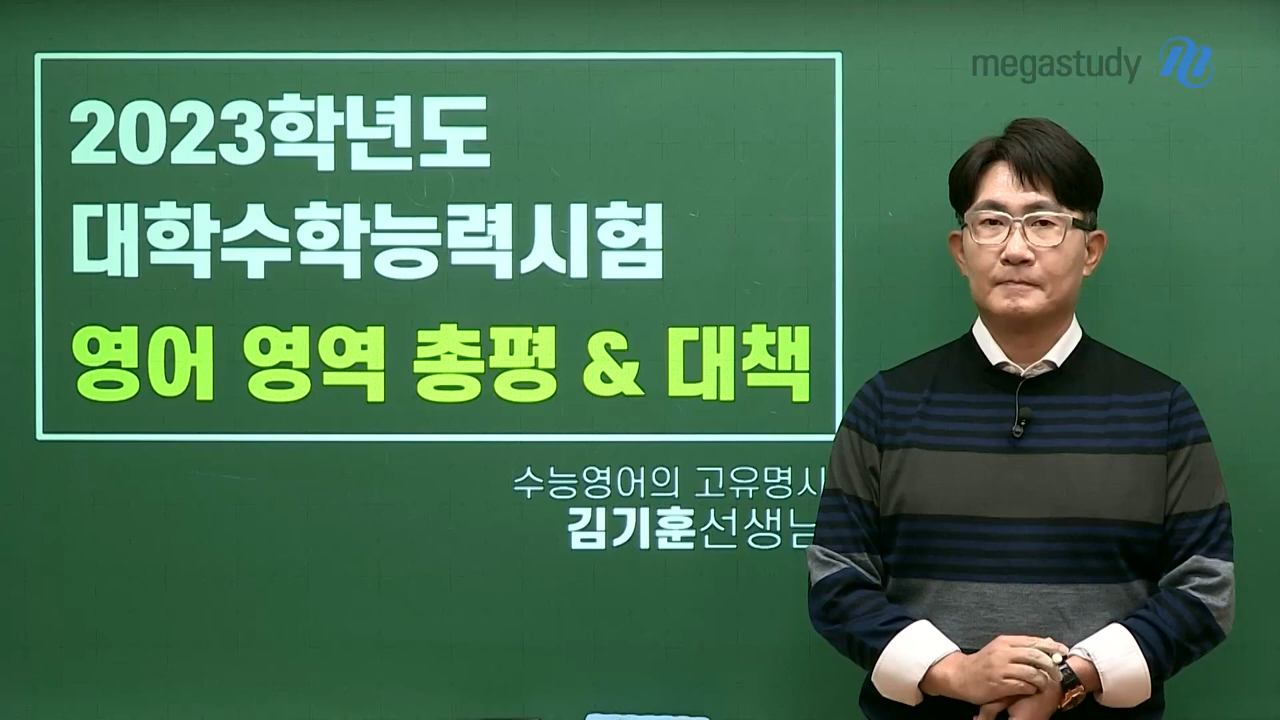 megastudy
2023학년도
대학수학능력시험
영어 영역 총평 & 대책
수능영어의 고유명사
김기훈선생님